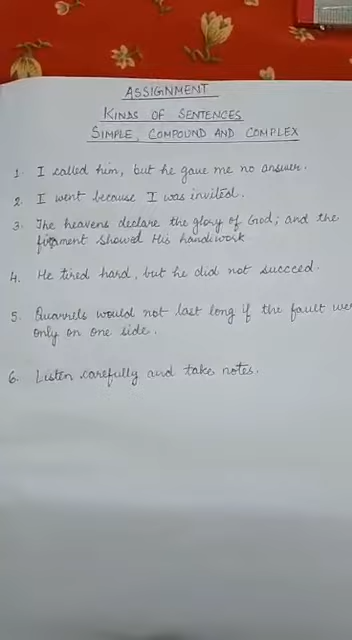 ASSIGNMENT
KINDS OF SENTENCES
SIMPLE, COMPOUND AND COMPLEX
1. I called him, but he gave me no answer.
2. I went because I was invited.
3. The heavens declare the glory of God; and the
firmament showed His handiwork
4. He tired hard, but he did not succeed.
5. Quarrels would not last long if the fault were
only on one side.
6. Listen carefully and take notes.